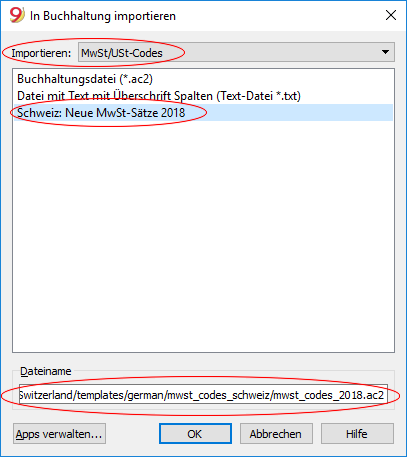 9 In Buchhaltung importieren
Importieren: MwSt/USt-Codes
Buchhaltungsdatei (*.ac2)
Datei mit Text mit Überschrift Spalten (Text-Datei *.txt)
Schweiz: Neue MwSt-Sätze 2018
Dateiname
Switzerland/templates/german/mwst_codes_schweiz/mwst_codes_2018.ac2
Apps verwalten... OK Abbrechen Hilfe